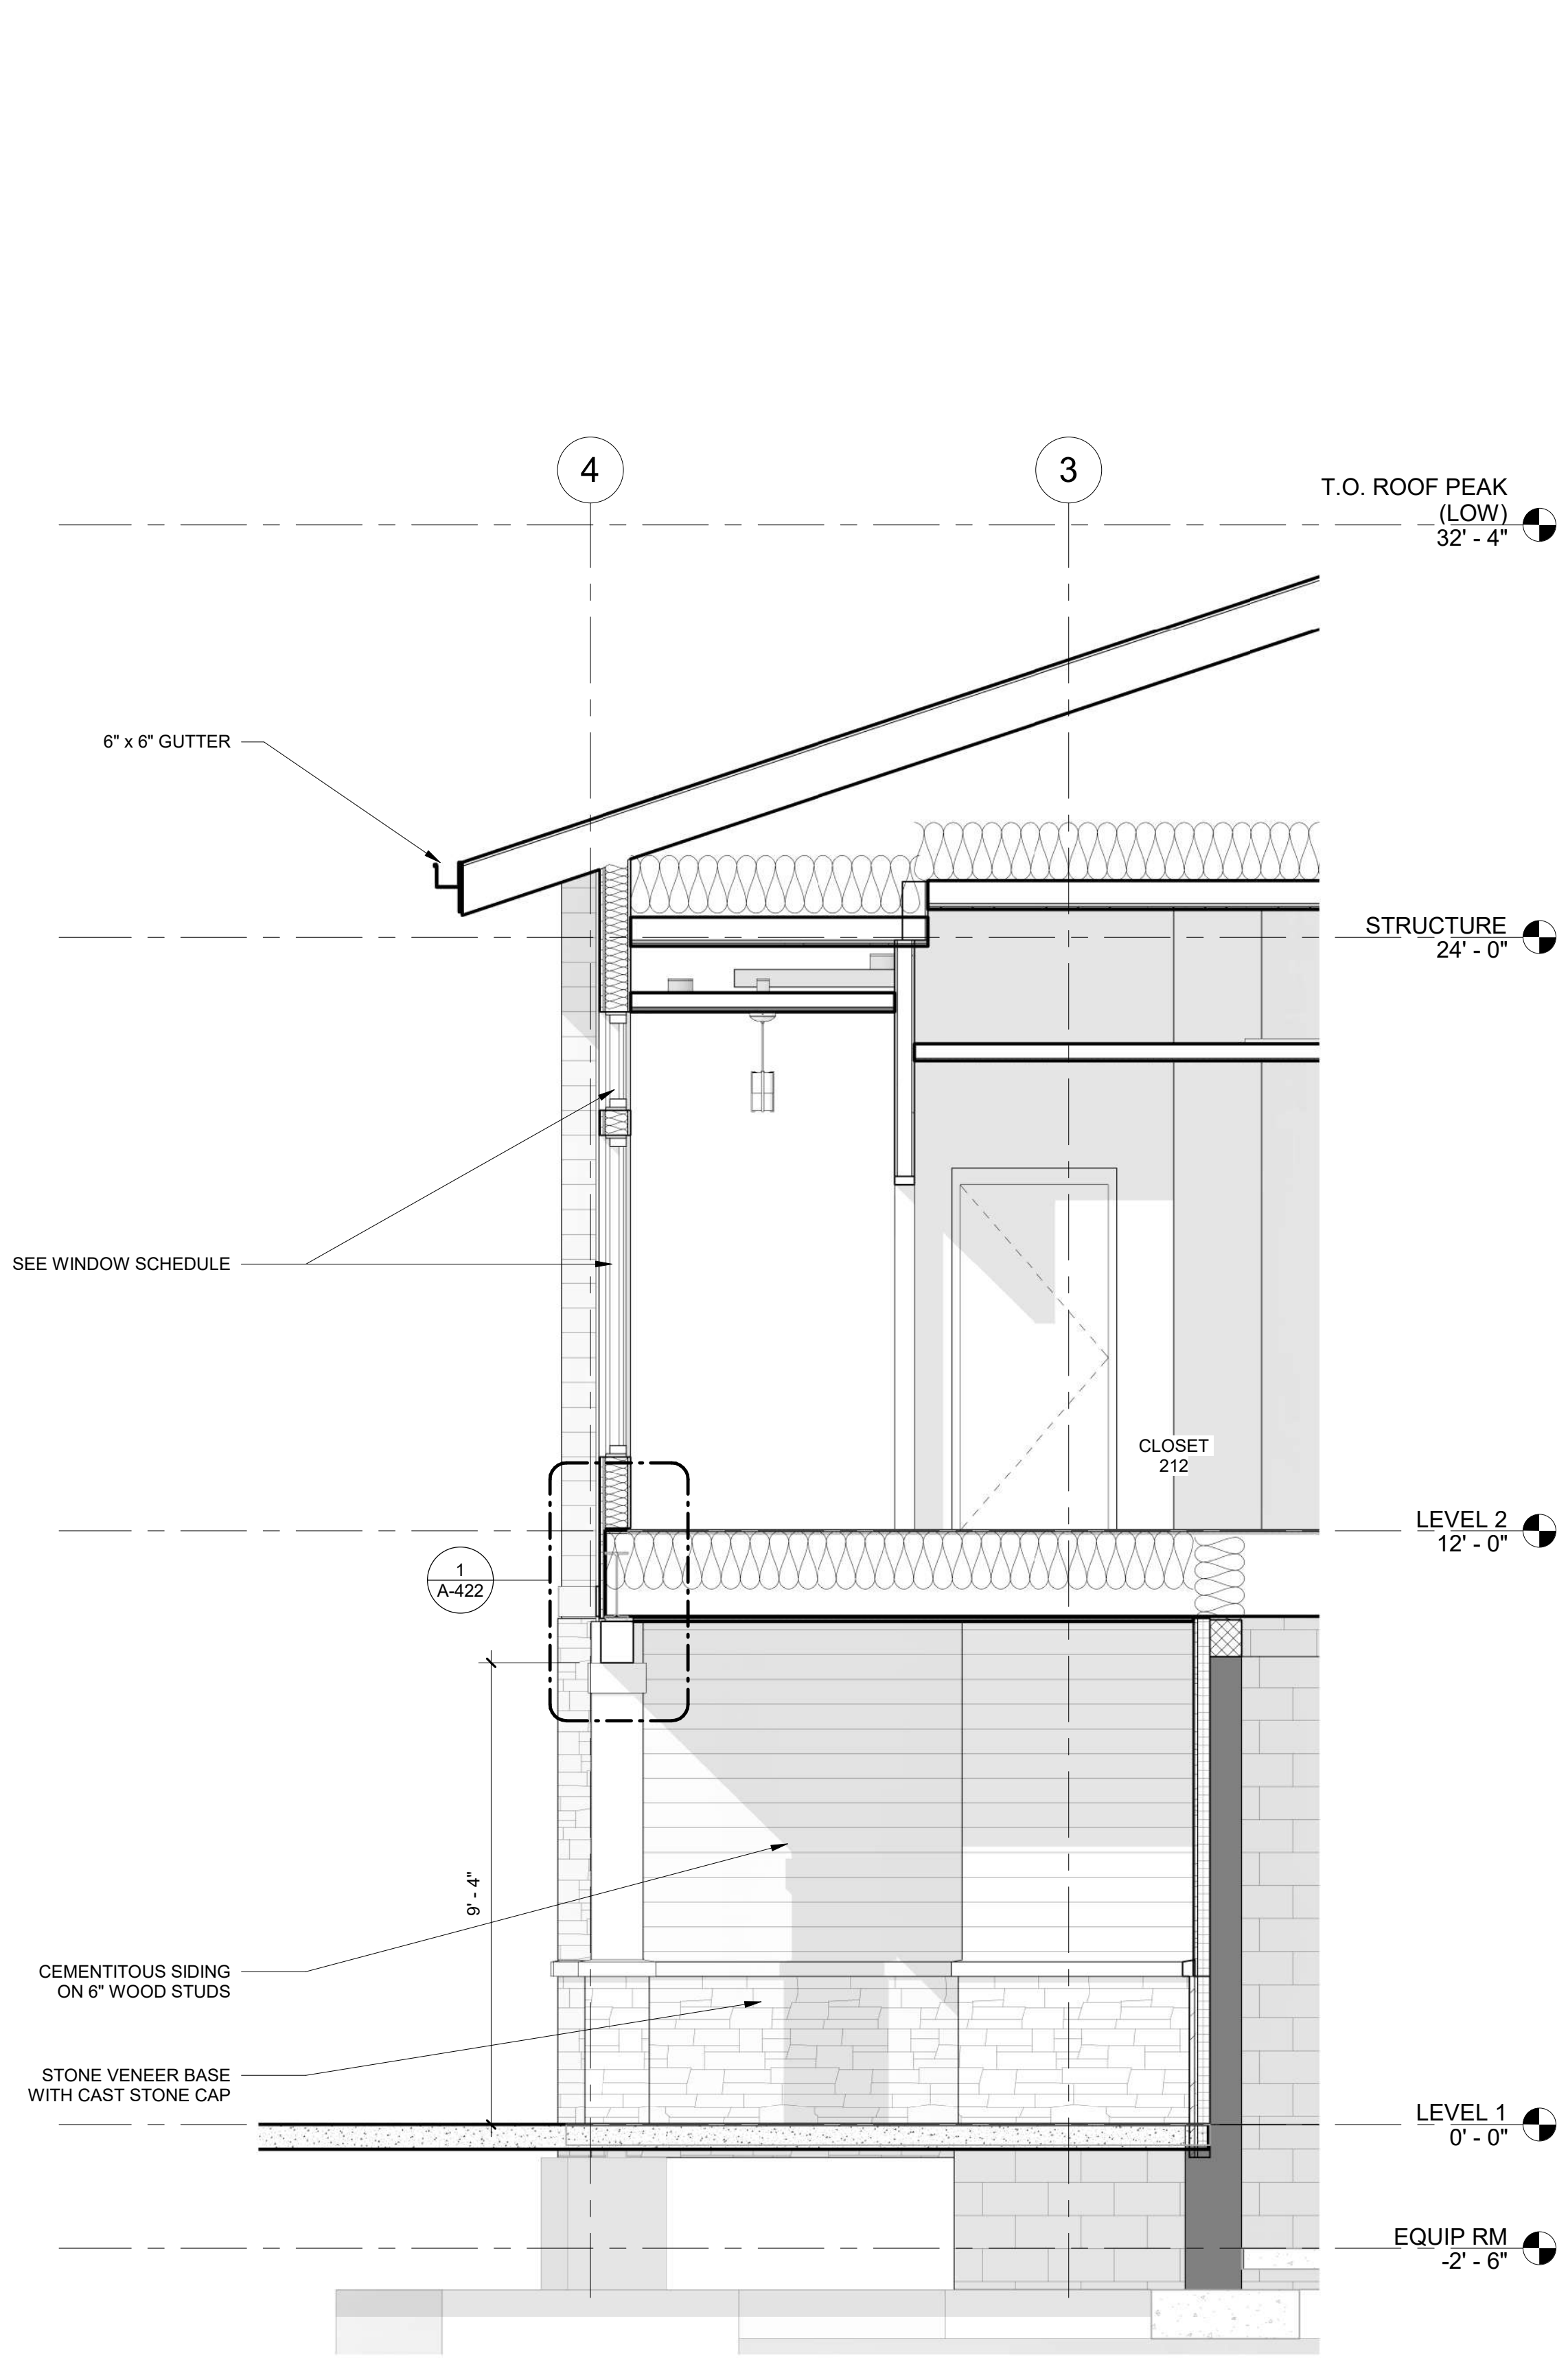 4
3
T.O. ROOF PEAK
(LOW)
32' - 4"
6" x 6" GUTTER
STRUCTURE
24' - 0"
SEE WINDOW SCHEDULE
CLOSET
212
LEVEL 2
12' - 0"
1
A-422
9' - 4"
CEMENTITOUS SIDING
ON 6" WOOD STUDS
STONE VENEER BASE
WITH CAST STONE CAP
LEVEL 1
0' - 0"
EQUIP RM
-2' - 6"